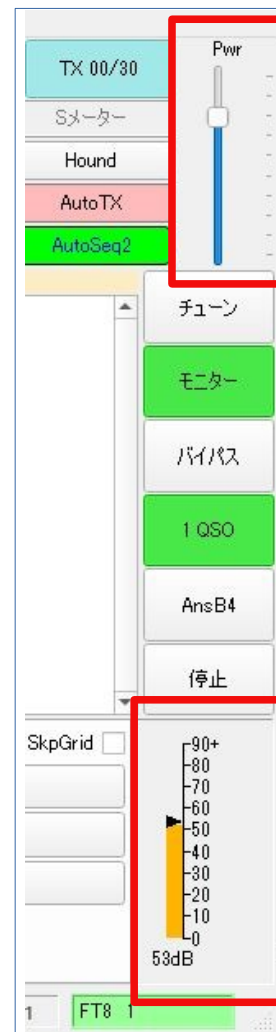 Pwr
TX 00/30
Sメーター
Hound
AutoTX
AutoSeq2
チューン
モニター
バイパス
1 QSO
AnsB4
停止
SkpGrid
90+
80
70
60
50
40
30
20
10
0
53dB
1
FT8 1